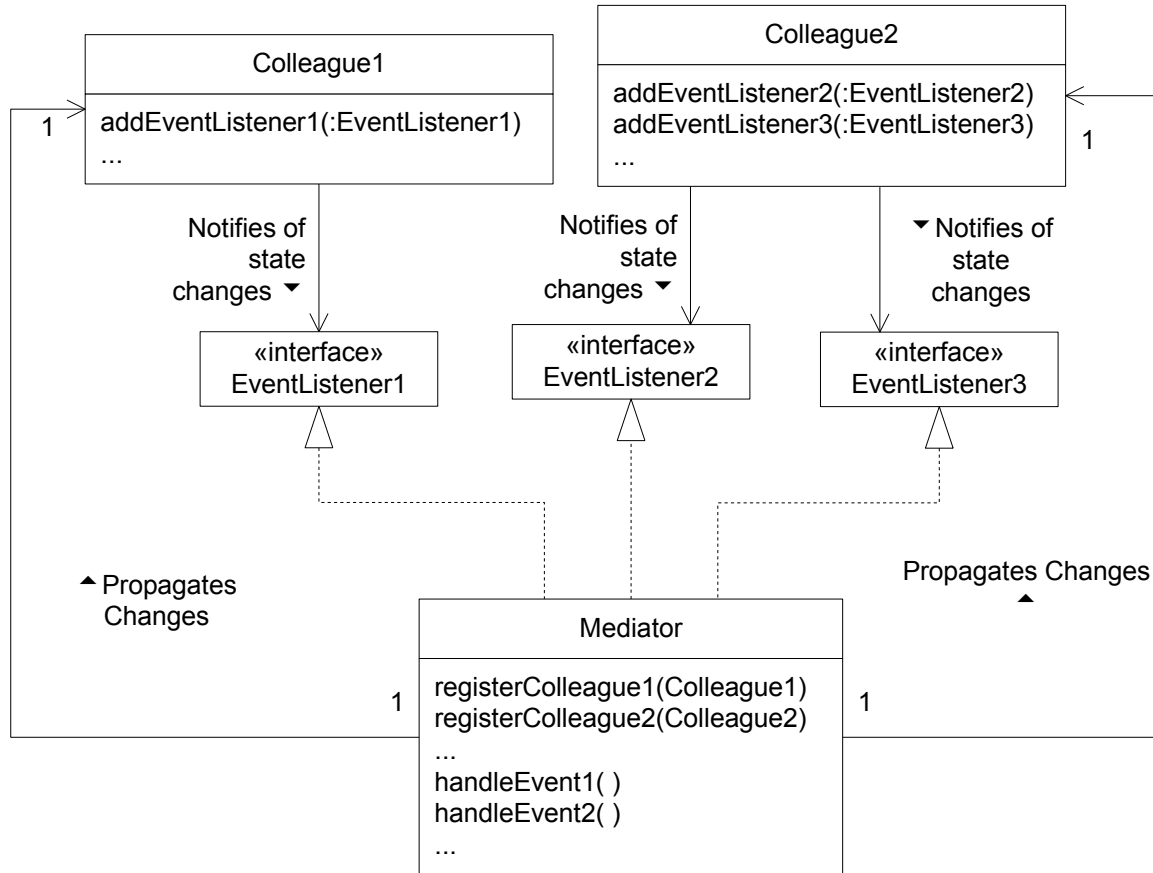 Colleague1
addEventListener1(:EventListener1)
...
Colleague2
addEventListener2(:EventListener2)
addEventListener3(:EventListener3)
...
1
1
Notifies of
state
changes
Notifies of
state
changes
Notifies of
state
changes
«interface»
EventListener1
«interface»
EventListener2
«interface»
EventListener3
Propagates
Changes
Propagates Changes
Mediator
registerColleague1(Colleague1)
registerColleague2(Colleague2)
...
handleEvent1( )
handleEvent2( )
...
1
1